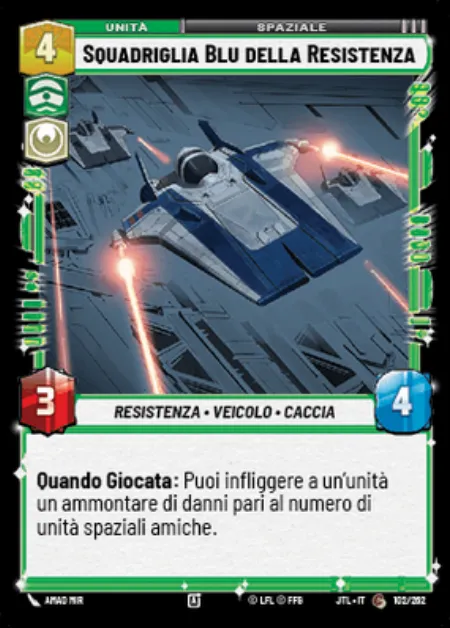 UNITÀ
SPAZIALE
4
SQUADRIGLIA BLU DELLA RESISTENZA
3
RESISTENZA • VEICOLO • CACCIA
4
Quando Giocata: Puoi infliggere a un'unità
un ammontare di danni pari al numero di
unità spaziali amiche.
AMAD MIR
A
© LFL © FFG
JTL • IT
102/262